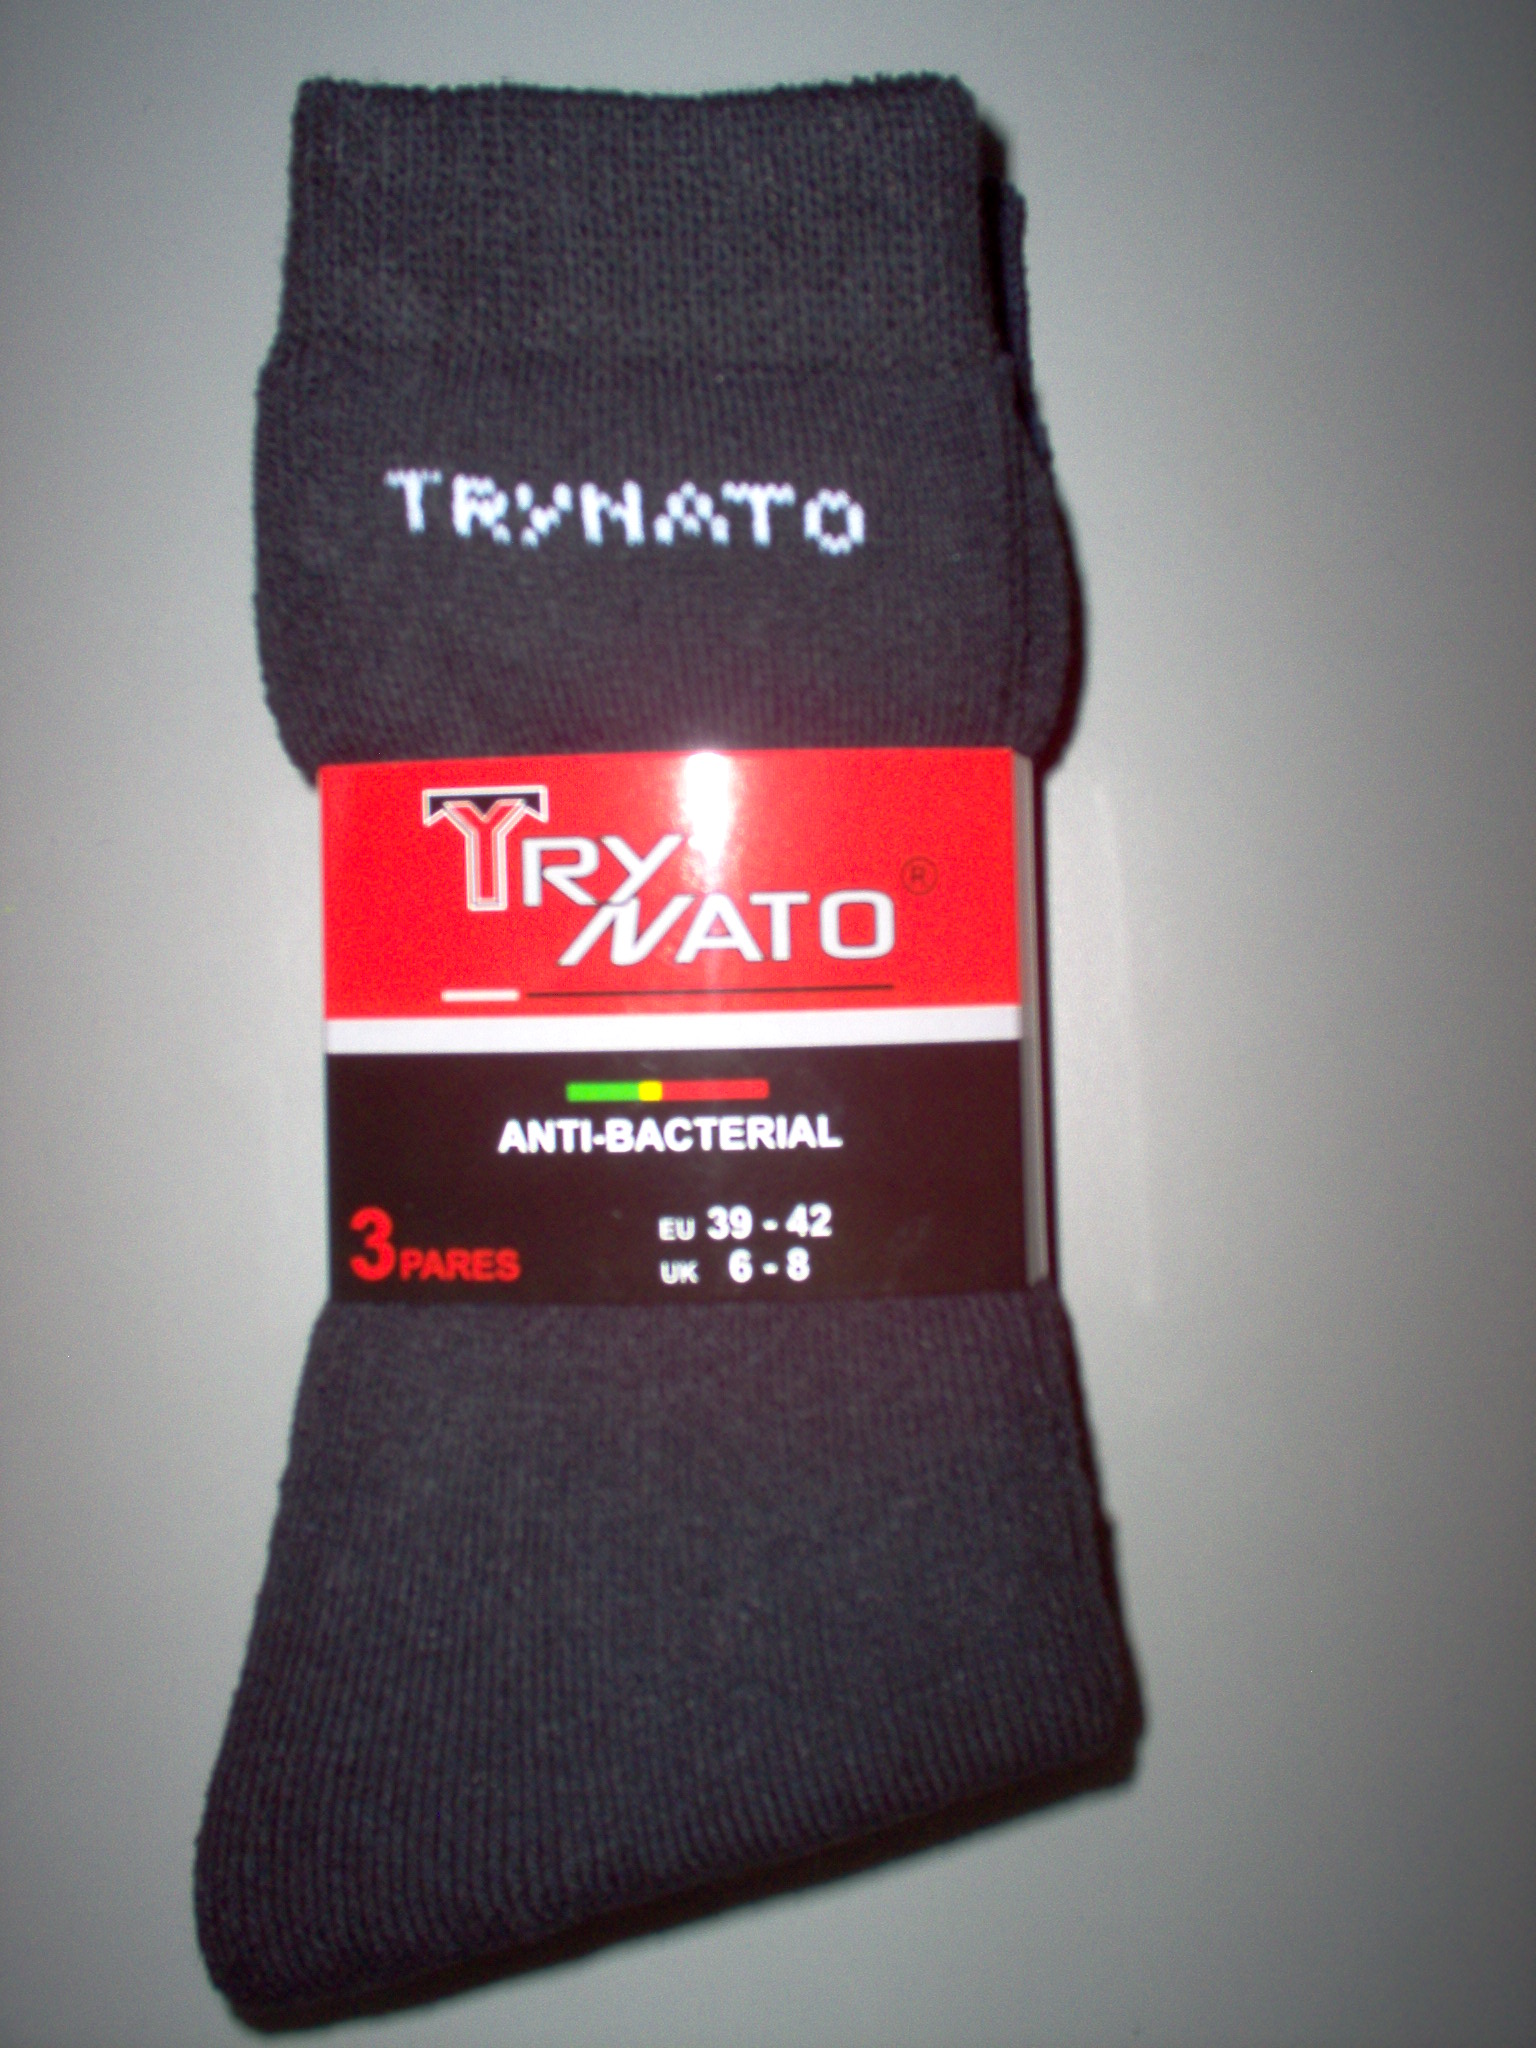 TRYNATO
TRY
NATO ®
ANTI-BACTERIAL
3 PARES
EU 39 - 42
UK 6 - 8